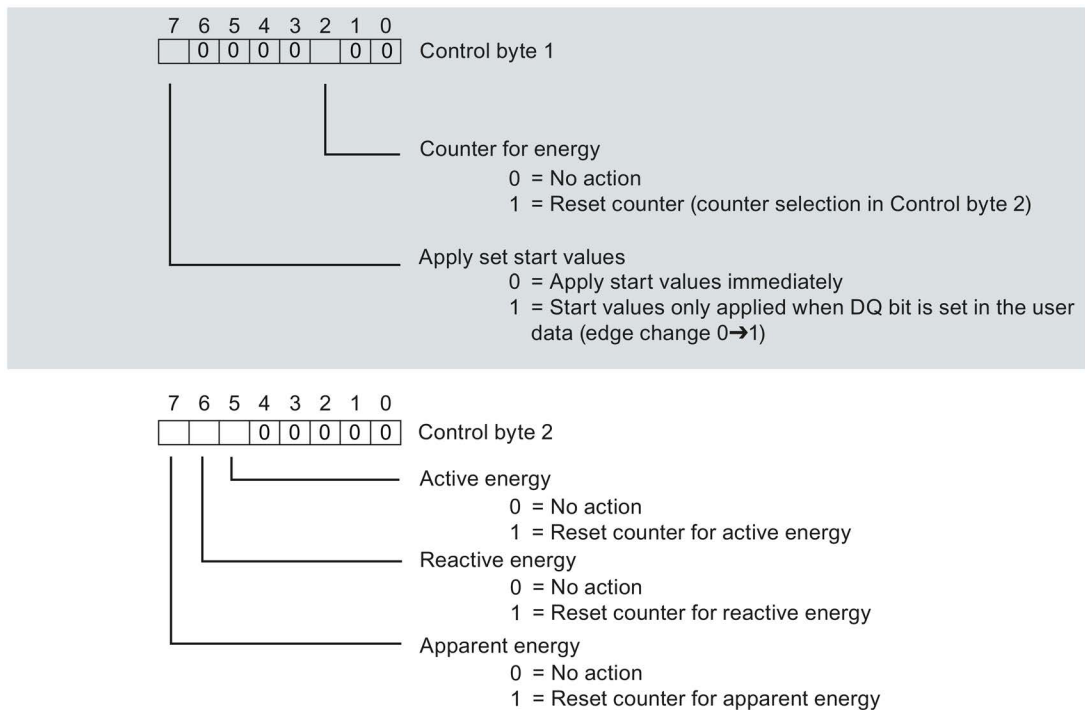 7 6 5 4 3 2 1 0
0 0 0 0 0 0 Control byte 1
Counter for energy
0 = No action
1 = Reset counter (counter selection in Control byte 2)
Apply set start values
0 = Apply start values immediately
1 = Start values only applied when DQ bit is set in the user
data (edge change 0➔1)
7 6 5 4 3 2 1 0
0 0 0 0 0 Control byte 2
Active energy
0 = No action
1 = Reset counter for active energy
Reactive energy
0 = No action
1 = Reset counter for reactive energy
Apparent energy
0 = No action
1 = Reset counter for apparent energy